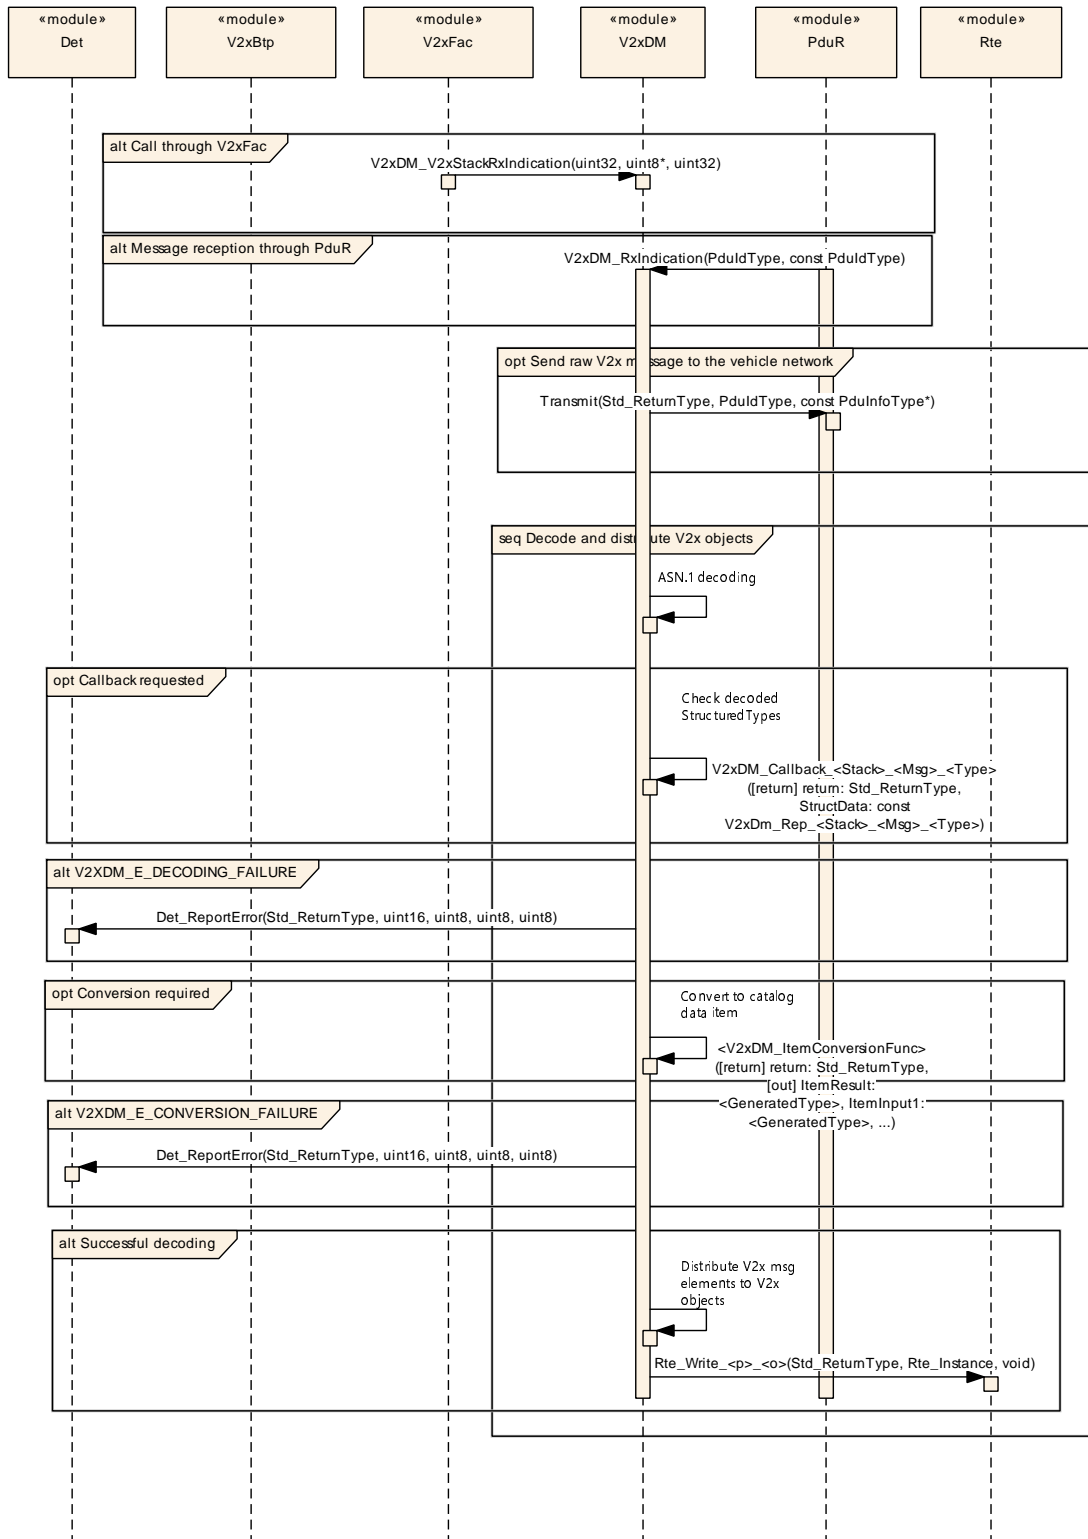 «module»
Det
«module»
V2xBtp
«module»
V2xFac
«module»
V2xDM
«module»
PduR
«module»
Rte
alt Call through V2xFac
V2xDM_V2xStackRxIndication(uint32, uint8*, uint32)
alt Message reception through PduR
V2xDM_RxIndication(PduIdType, const PduIdType)
opt Send raw V2x message to the vehicle network
Transmit(Std_ReturnType, PduIdType, const PduInfoType*)
seq Decode and distribute V2x objects
ASN.1 decoding
opt Callback requested
Check decoded
StructuredTypes
V2xDM_Callback_<Stack>_<Msg>_<Type>
([return] return: Std_ReturnType,
StructData: const
V2xDm_Rep_<Stack>_<Msg>_<Type>)
alt V2XDM_E_DECODING_FAILURE
Det_ReportError(Std_ReturnType, uint16, uint8, uint8, uint8)
opt Conversion required
Convert to catalog
data item
<V2xDM_ItemConversionFunc>
([return] return: Std_ReturnType,
[out] ItemResult:
<GeneratedType>, ItemInput1:
<GeneratedType>, ...)
alt V2XDM_E_CONVERSION_FAILURE
Det_ReportError(Std_ReturnType, uint16, uint8, uint8, uint8)
alt Successful decoding
Distribute V2x msg
elements to V2x
objects
Rte_Write_<p>_<o>(Std_ReturnType, Rte_Instance, void)